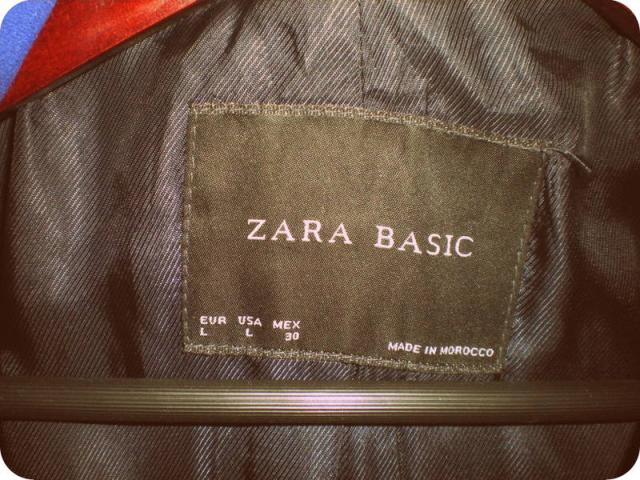 ZARA BASIC
EUR USA MEX
L L 30
MADE IN MOROCCO